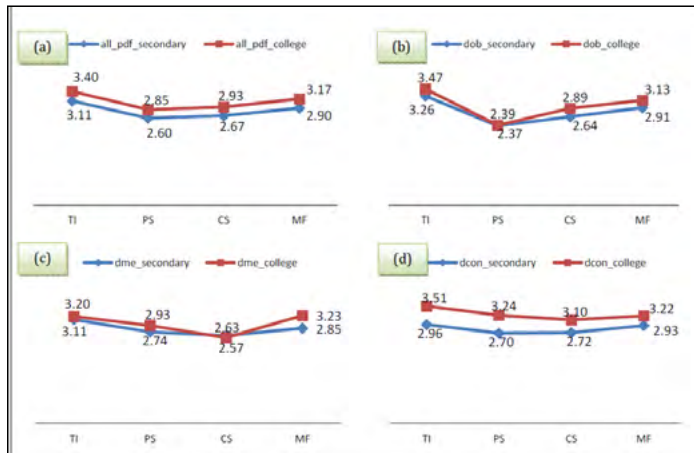 (a)
all_pdf_secondary all_pdf_college
3.40
2.85
2.93
3.17
3.11
2.60
2.67
2.90
TI PS CS MF
(b)
dob_secondary dob_college
3.47
2.39
2.89
3.13
3.26
2.37
2.64
2.91
TI PS CS MF
(c)
dme_secondary dme_college
3.20
2.93
2.63
3.23
3.11
2.74
2.57
2.85
TI PS CS MF
(d)
dcon_secondary dcon_college
3.51
3.24
3.10
3.22
2.96
2.70
2.72
2.93
TI PS CS MF